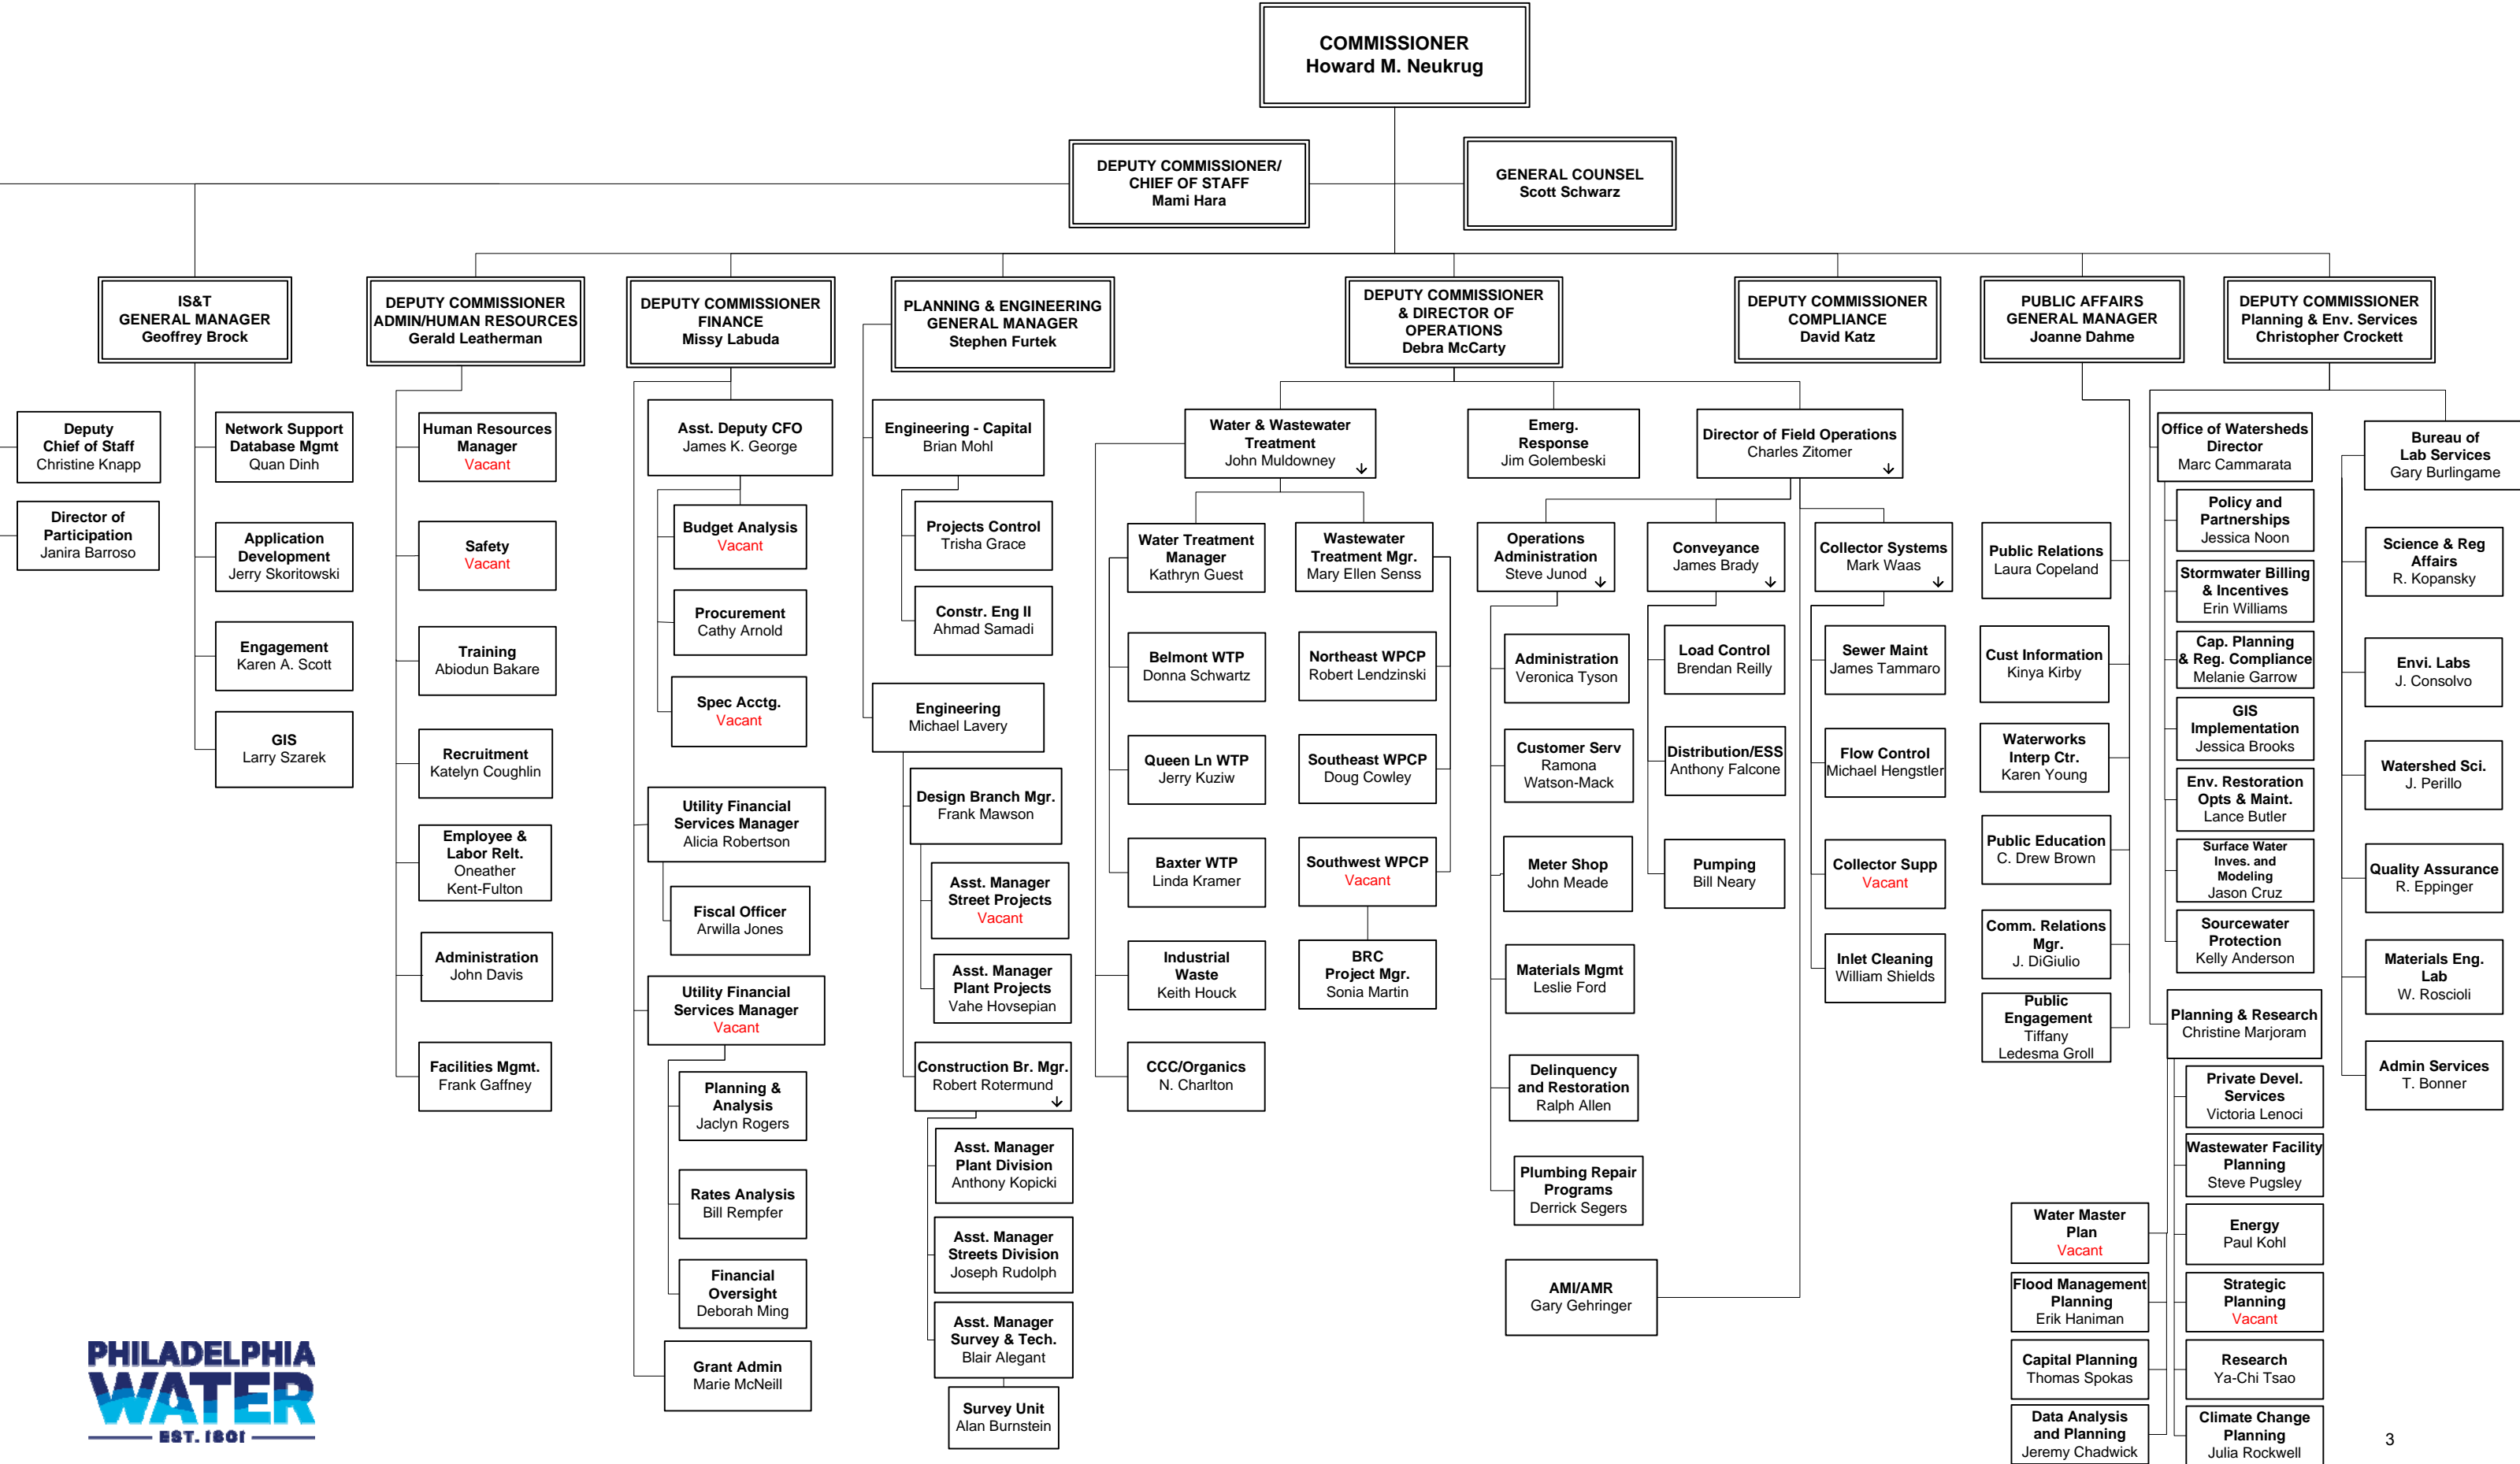 COMMISSIONER
Howard M. Neukrug
DEPUTY COMMISSIONER/
CHIEF OF STAFF
Mami Hara
GENERAL COUNSEL
Scott Schwarz
IS&T
GENERAL MANAGER
Geoffrey Brock
DEPUTY COMMISSIONER
ADMIN/HUMAN RESOURCES
Gerald Leatherman
DEPUTY COMMISSIONER
FINANCE
Missy Labuda
PLANNING & ENGINEERING
GENERAL MANAGER
Stephen Furtek
DEPUTY COMMISSIONER
& DIRECTOR OF
OPERATIONS
Debra McCarty
DEPUTY COMMISSIONER
COMPLIANCE
David Katz
PUBLIC AFFAIRS
GENERAL MANAGER
Joanne Dahme
DEPUTY COMMISSIONER
Planning & Env. Services
Christopher Crockett
Deputy
Chief of Staff
Christine Knapp
Director of
Participation
Janira Barroso
Network Support
Database Mgmt
Quan Dinh
Application
Development
Jerry Skoritowski
Engagement
Karen A. Scott
GIS
Larry Szarek
Human Resources
Manager
Vacant
Safety
Vacant
Training
Abiodun Bakare
Recruitment
Katelyn Coughlin
Employee &
Labor Relt.
Oneather
Kent-Fulton
Administration
John Davis
Facilities Mgmt.
Frank Gaffney
Asst. Deputy CFO
James K. George
Budget Analysis
Vacant
Procurement
Cathy Arnold
Spec Acctg.
Vacant
Utility Financial
Services Manager
Alicia Robertson
Fiscal Officer
Arwilla Jones
Utility Financial
Services Manager
Vacant
Planning &
Analysis
Jaclyn Rogers
Rates Analysis
Bill Rempfer
Financial
Oversight
Deborah Ming
Grant Admin
Marie McNeill
Engineering - Capital
Brian Mohl
Projects Control
Trisha Grace
Constr. Eng II
Ahmad Samadi
Engineering
Michael Lavery
Design Branch Mgr.
Frank Mawson
Asst. Manager
Street Projects
Vacant
Asst. Manager
Plant Projects
Vahe Hovsepian
Construction Br. Mgr.
Robert Rotermund
Asst. Manager
Plant Division
Anthony Kopicki
Asst. Manager
Streets Division
Joseph Rudolph
Asst. Manager
Survey & Tech.
Blair Alegant
Survey Unit
Alan Burnstein
Water & Wastewater
Treatment
John Muldowney
Water Treatment
Manager
Kathryn Guest
Belmont WTP
Donna Schwartz
Queen Ln WTP
Jerry Kuziw
Baxter WTP
Linda Kramer
Industrial
Waste
Keith Houck
CCC/Organics
N. Charlton
Wastewater
Treatment Mgr.
Mary Ellen Senss
Northeast WPCP
Robert Lendzinski
Southeast WPCP
Doug Cowley
Southwest WPCP
Vacant
BRC
Project Mgr.
Sonia Martin
Emerg.
Response
Jim Golembeski
Director of Field Operations
Charles Zitomer
Operations
Administration
Steve Junod
Administration
Veronica Tyson
Customer Serv
Ramona
Watson-Mack
Meter Shop
John Meade
Materials Mgmt
Leslie Ford
Delinquency
and Restoration
Ralph Allen
Plumbing Repair
Programs
Derrick Segers
AMI/AMR
Gary Gehringer
Conveyance
James Brady
Load Control
Brendan Reilly
Distribution/ESS
Anthony Falcone
Pumping
Bill Neary
Collector Systems
Mark Waas
Sewer Maint
James Tammaro
Flow Control
Michael Hengstler
Collector Supp
Vacant
Inlet Cleaning
William Shields
Public Relations
Laura Copeland
Cust Information
Kinya Kirby
Waterworks
Interp Ctr.
Karen Young
Public Education
C. Drew Brown
Comm. Relations
Mgr.
J. DiGiulio
Public
Engagement
Tiffany
Ledesma Groll
Office of Watersheds
Director
Marc Cammarata
Policy and
Partnerships
Jessica Noon
Stormwater Billing
& Incentives
Erin Williams
Cap. Planning
& Reg. Compliance
Melanie Garrow
GIS
Implementation
Jessica Brooks
Env. Restoration
Opts & Maint.
Lance Butler
Surface Water
Inves. and
Modeling
Jason Cruz
Sourcewater
Protection
Kelly Anderson
Planning & Research
Christine Marjoram
Private Devel.
Services
Victoria Lenoci
Wastewater Facility
Planning
Steve Pugsley
Energy
Paul Kohl
Strategic
Planning
Vacant
Research
Ya-Chi Tsao
Climate Change
Planning
Julia Rockwell
Water Master
Plan
Vacant
Flood Management
Planning
Erik Haniman
Capital Planning
Thomas Spokas
Data Analysis
and Planning
Jeremy Chadwick
Bureau of
Lab Services
Gary Burlingame
Science & Reg
Affairs
R. Kopansky
Envi. Labs
J. Consolvo
Watershed Sci.
J. Perillo
Quality Assurance
R. Eppinger
Materials Eng.
Lab
W. Roscioli
Admin Services
T. Bonner
PHILADELPHIA
WATER
EST. 1801
3